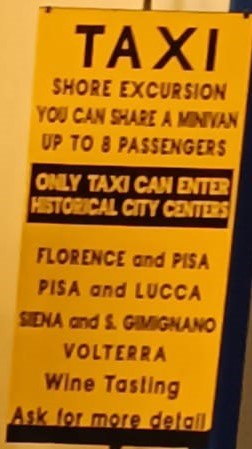 TAXI
SHORE EXCURSION
YOU CAN SHARE A MINIVAN
UP TO 8 PASSENGERS
ONLY TAXI CAN ENTER
HISTORICAL CITY CENTERS
FLORENCE and PISA
PISA and LUCCA
SIENA and S. GIMIGNANO
VOLTERRA
Wine Tasting
Ask for more detail